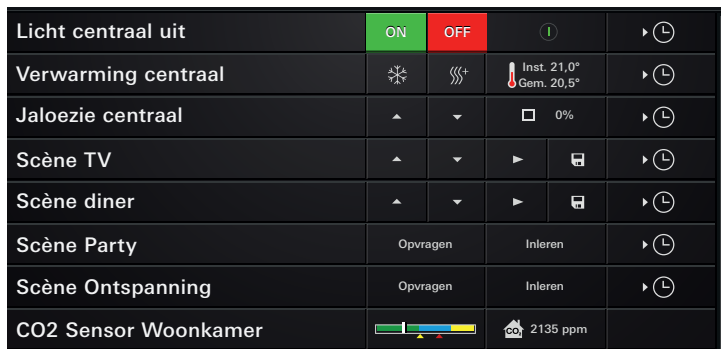 Licht centraal uit ON OFF
Verwarming centraal Inst. 21,0°
Gem. 20,5°
Jaloezie centraal 0%
Scène TV
Scène diner
Scène Party Opvragen Inleren
Scène Ontspanning Opvragen Inleren
CO2 Sensor Woonkamer CO₂ 2135 ppm